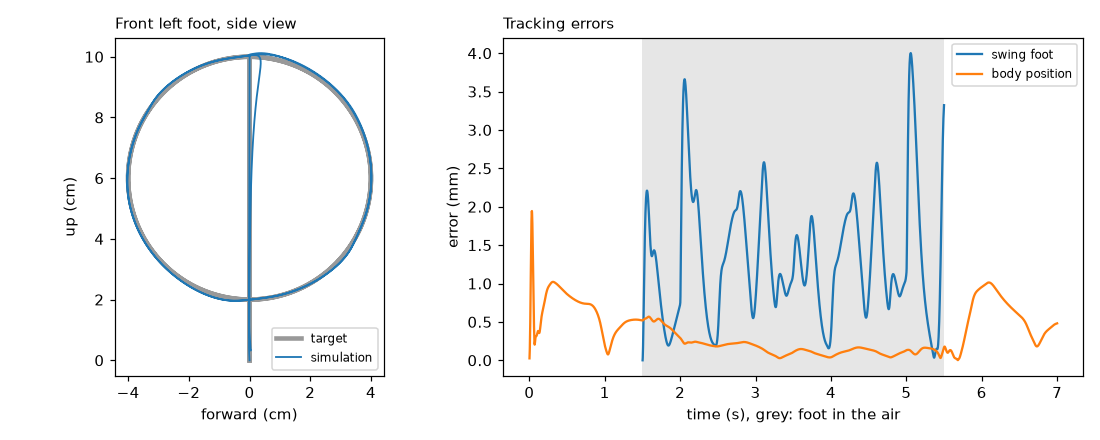 Front left foot, side view
up (cm)
10
8
6
4
2
0
target
simulation
−4
−2
0
2
4
forward (cm)
Tracking errors
error (mm)
4.0
3.5
3.0
2.5
2.0
1.5
1.0
0.5
0.0
swing foot
body position
0
1
2
3
4
5
6
7
time (s), grey: foot in the air